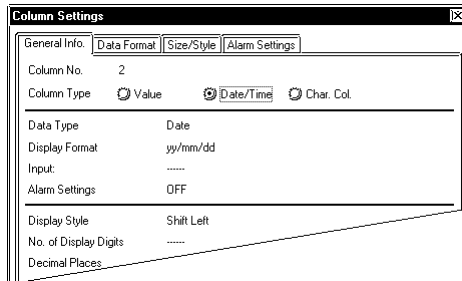 Column Settings
General Info. Data Format Size/Style Alarm Settings
Column No. 2
Column Type Value Date/Time Char. Col.
Data Type Date
Display Format yy/mm/dd
Input: ------
Alarm Settings OFF
Display Style Shift Left
No. of Display Digits ------
Decimal Places